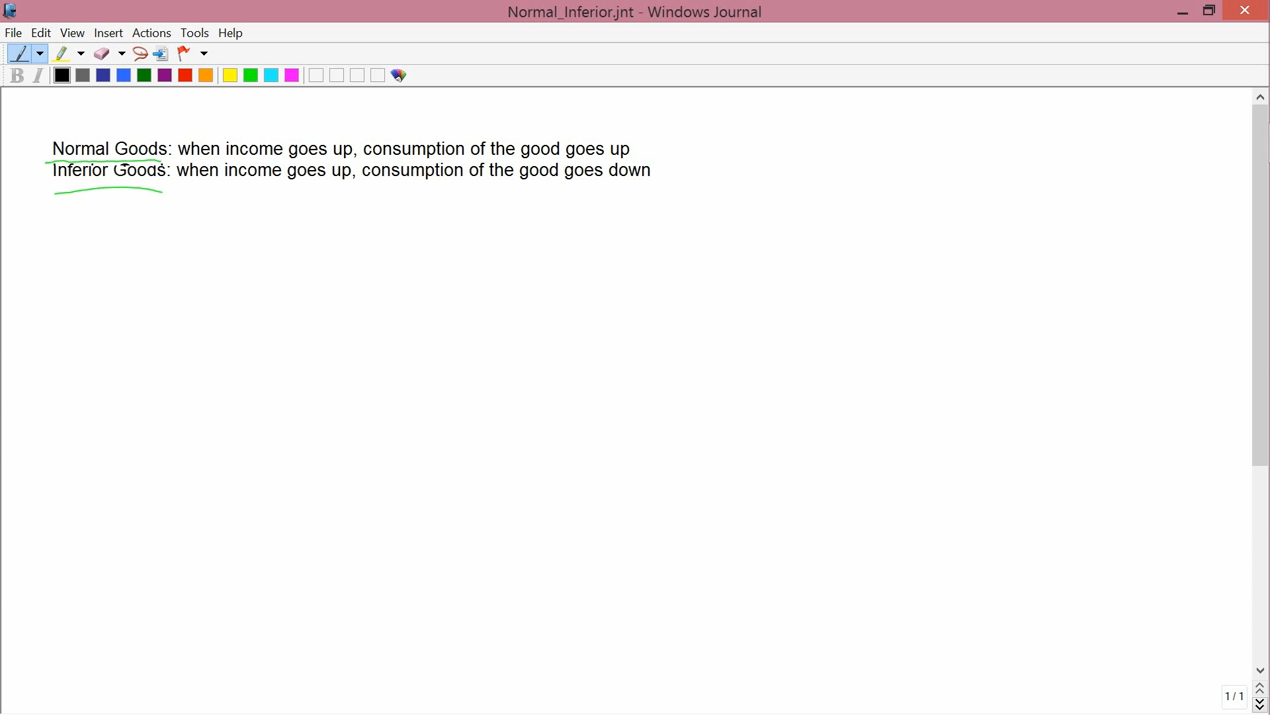 Normal_Inferior.jnt - Windows Journal
File Edit View Insert Actions Tools Help
B I
Normal Goods: when income goes up, consumption of the good goes up
Inferior Goods: when income goes up, consumption of the good goes down
1 / 1